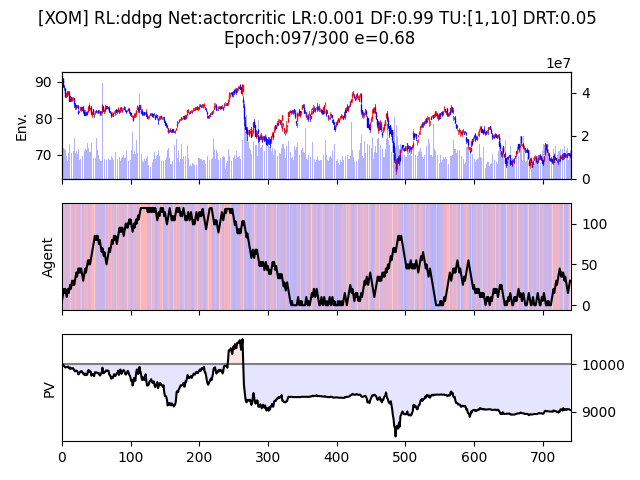 [XOM] RL:ddpg Net:actorcritic LR:0.001 DF:0.99 TU:[1,10] DRT:0.05
Epoch:097/300 e=0.68
1e7
90
80
70
Env.
4
2
0
Agent
100
50
0
PV
10000
9000
0 100 200 300 400 500 600 700